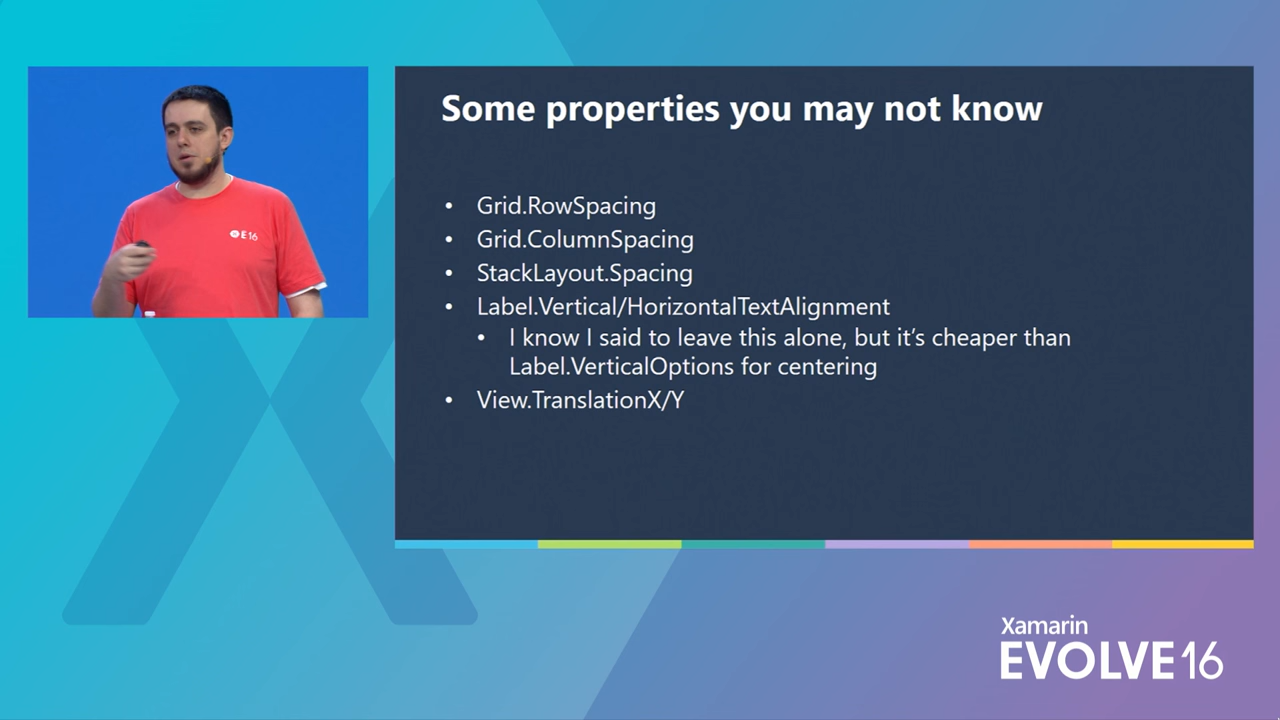 Some properties you may not know
• Grid.RowSpacing
• Grid.ColumnSpacing
• StackLayout.Spacing
• Label.Vertical/HorizontalTextAlignment
• I know I said to leave this alone, but it’s cheaper than
Label.VerticalOptions for centering
• View.TranslationX/Y
E16
Xamarin
EVOLVE16